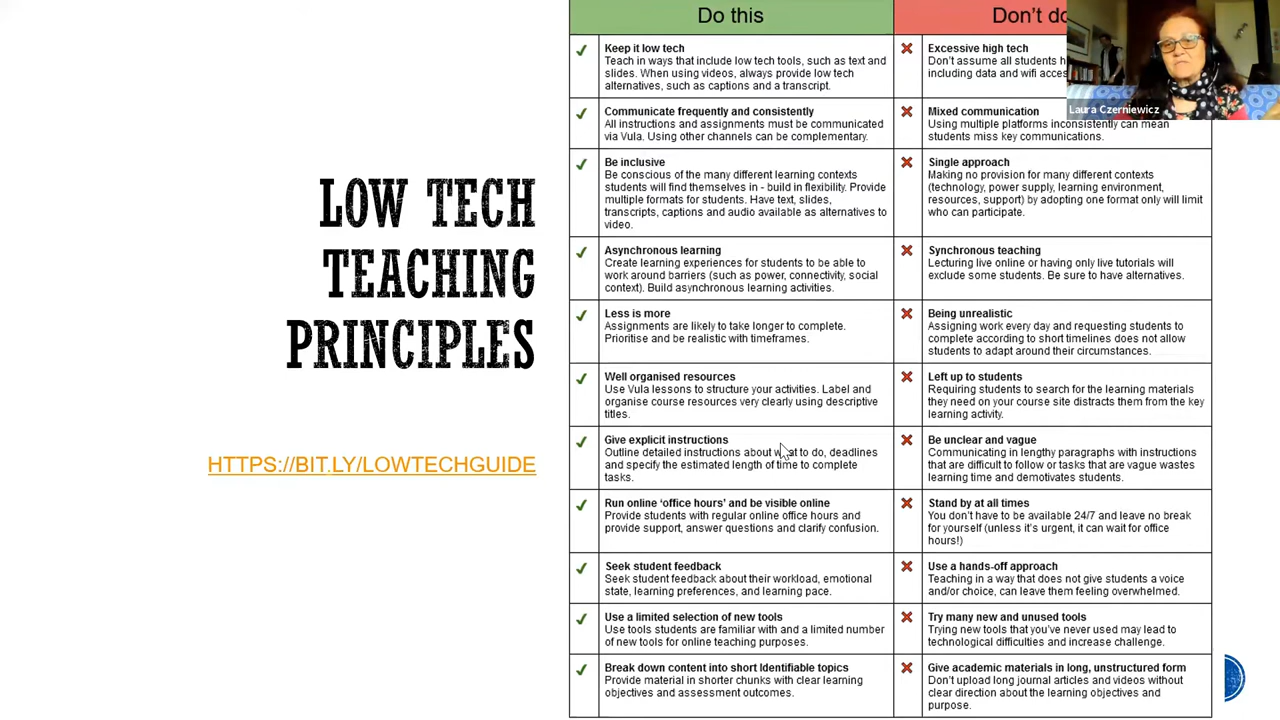 LOW TECH
TEACHING
PRINCIPLES
HTTPS://BIT.LY/LOWTECHGUIDE
Do this
Keep it low tech
Teach in ways that include low tech tools, such as text and
slides. When using videos, always provide low tech
alternatives, such as captions and a transcript.
Communicate frequently and consistently
All instructions and assignments must be communicated
via Vula. Using other channels can be complementary.
Be inclusive
Be conscious of the many different learning contexts
students will find themselves in - build in flexibility. Provide
multiple formats for students. Have text, slides,
transcripts, captions and audio available as alternatives to
video.
Asynchronous learning
Create learning experiences for students to be able to
work around barriers (such as power, connectivity, social
context). Build asynchronous learning activities.
Less is more
Assignments are likely to take longer to complete.
Prioritise and be realistic with timeframes.
Well organised resources
Use Vula lessons to structure your activities. Label and
organise course resources very clearly using descriptive
titles.
Give explicit instructions
Outline detailed instructions about what to do, deadlines
and specify the estimated length of time to complete
tasks.
Run online ‘office hours’ and be visible online
Provide students with regular online office hours and
provide support, answer questions and clarify confusion.
Seek student feedback
Seek student feedback about their workload, emotional
state, learning preferences, and learning pace.
Use a limited selection of new tools
Use tools students are familiar with and a limited number
of new tools for online teaching purposes.
Break down content into short Identifiable topics
Provide material in shorter chunks with clear learning
objectives and assessment outcomes.
Don't do
Excessive high tech
Don't assume all students
including data and wifi
Mixed communication
Using multiple platforms inconsistently can mean
students miss key communications.
Single approach
Making no provision for many different contexts
(technology, power supply, learning environment,
resources, support) by adopting one format only will limit
who can participate.
Synchronous teaching
Lecturing live online or having only live tutorials will
exclude some students. Be sure to have alternatives.
Being unrealistic
Assigning work every day and requesting students to
complete according to short timelines does not allow
students to adapt around their circumstances.
Left up to students
Requiring students to search for the learning materials
they need on your course site distracts them from the key
learning activity.
Be unclear and vague
Communicating in lengthy paragraphs with instructions
that are difficult to follow or tasks that are vague wastes
learning time and demotivates students.
Stand by at all times
You don't have to be available 24/7 and leave no break
for yourself (unless it's urgent, it can wait for office
hours!)
Use a hands-off approach
Teaching in a way that does not give students a voice
and/or choice, can leave them feeling overwhelmed.
Try many new and unused tools
Trying new tools that you've never used may lead to
technological difficulties and increase challenge.
Give academic materials in long, unstructured form
Don't upload long journal articles and videos without
clear direction about the learning objectives and
purpose.
Laura Czerniewicz